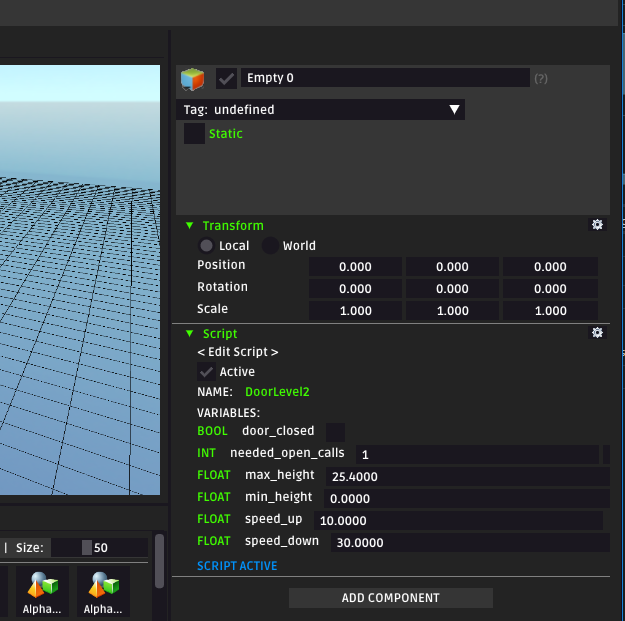 Empty 0 (?)
Tag: undefined
Static
Transform
Local World
Position 0.000 0.000 0.000
Rotation 0.000 0.000 0.000
Scale 1.000 1.000 1.000
Script
< Edit Script >
Active
NAME: DoorLevel2
VARIABLES:
BOOL door_closed
INT needed_open_calls 1
FLOAT max_height 25.4000
FLOAT min_height 0.0000
FLOAT speed_up 10.0000
FLOAT speed_down 30.0000
SCRIPT ACTIVE
ADD COMPONENT
| Size: 50
Alpha... Alpha...